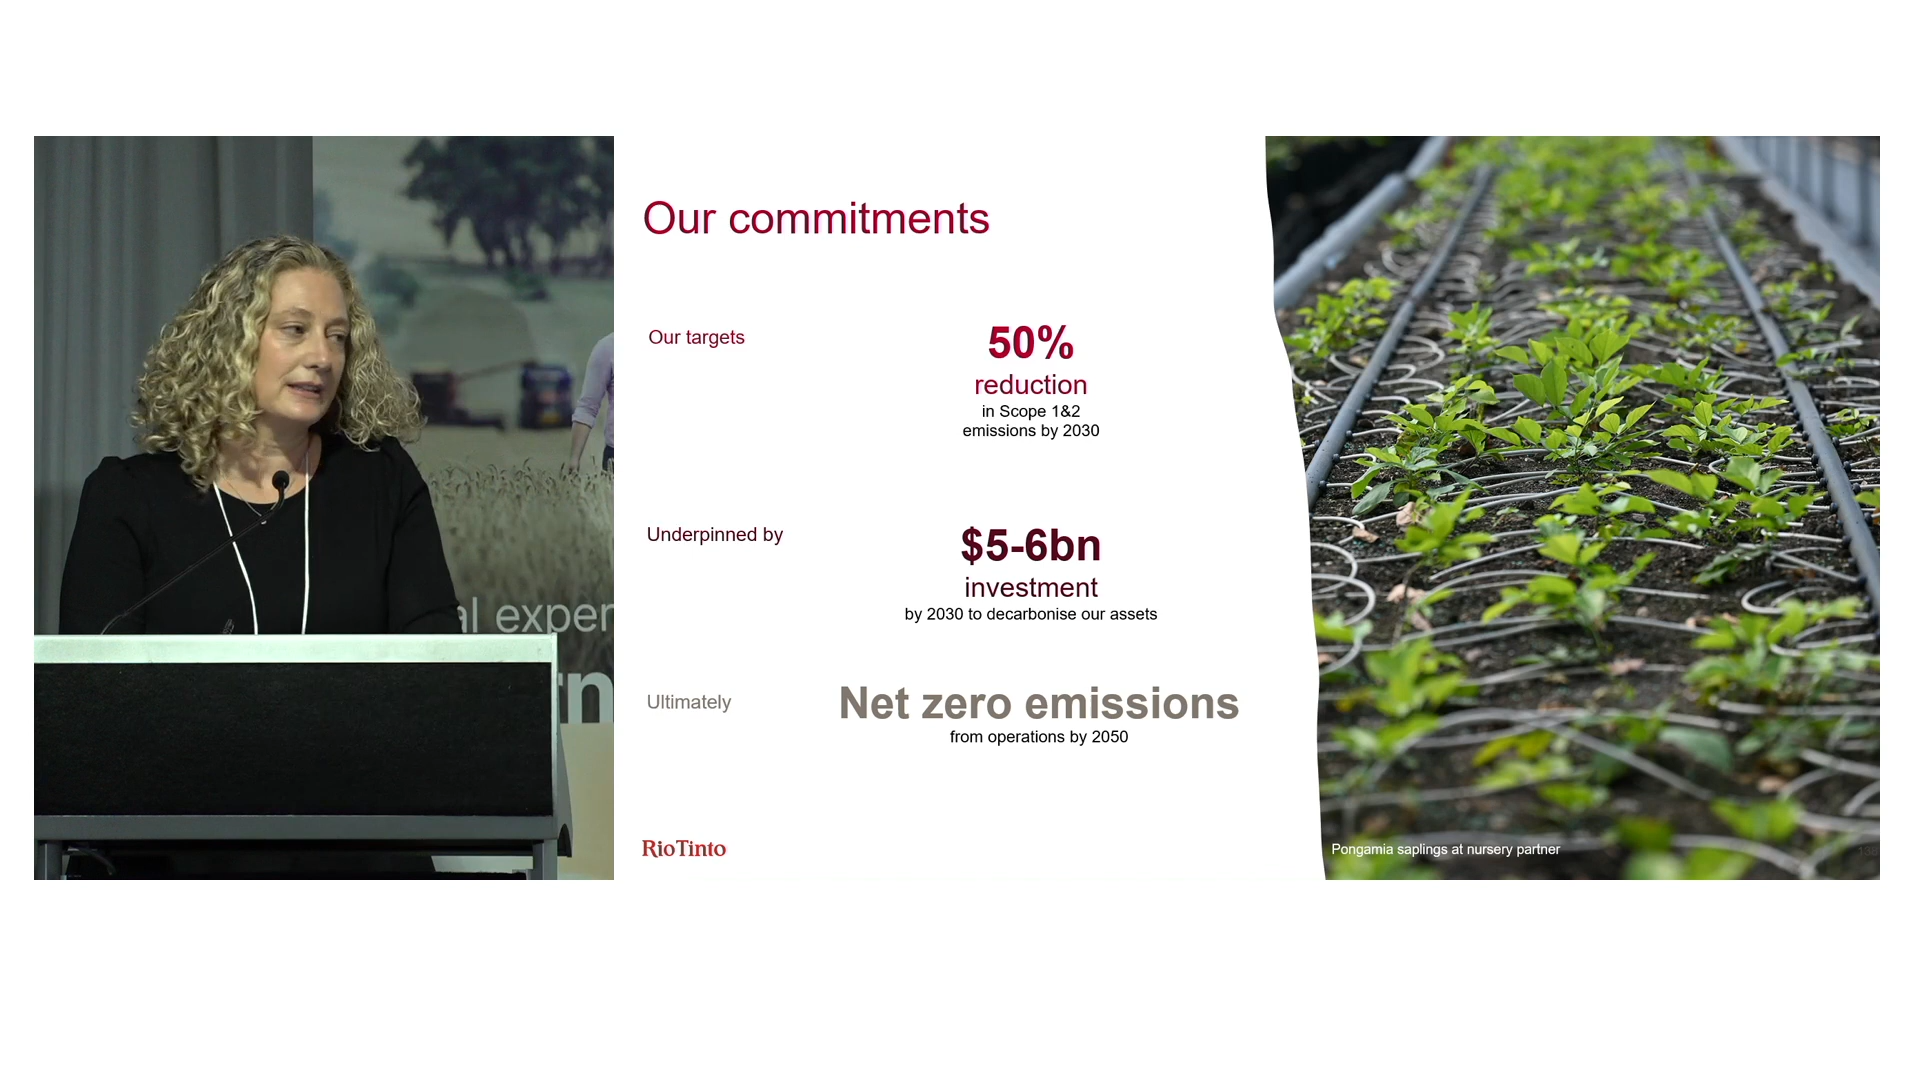 Our commitments
Our targets
50%
reduction
in Scope 1&2
emissions by 2030
Underpinned by
$5-6bn
investment
by 2030 to decarbonise our assets
Ultimately
Net zero emissions
from operations by 2050
RioTinto
Pongamia saplings at nursery partner
al exper